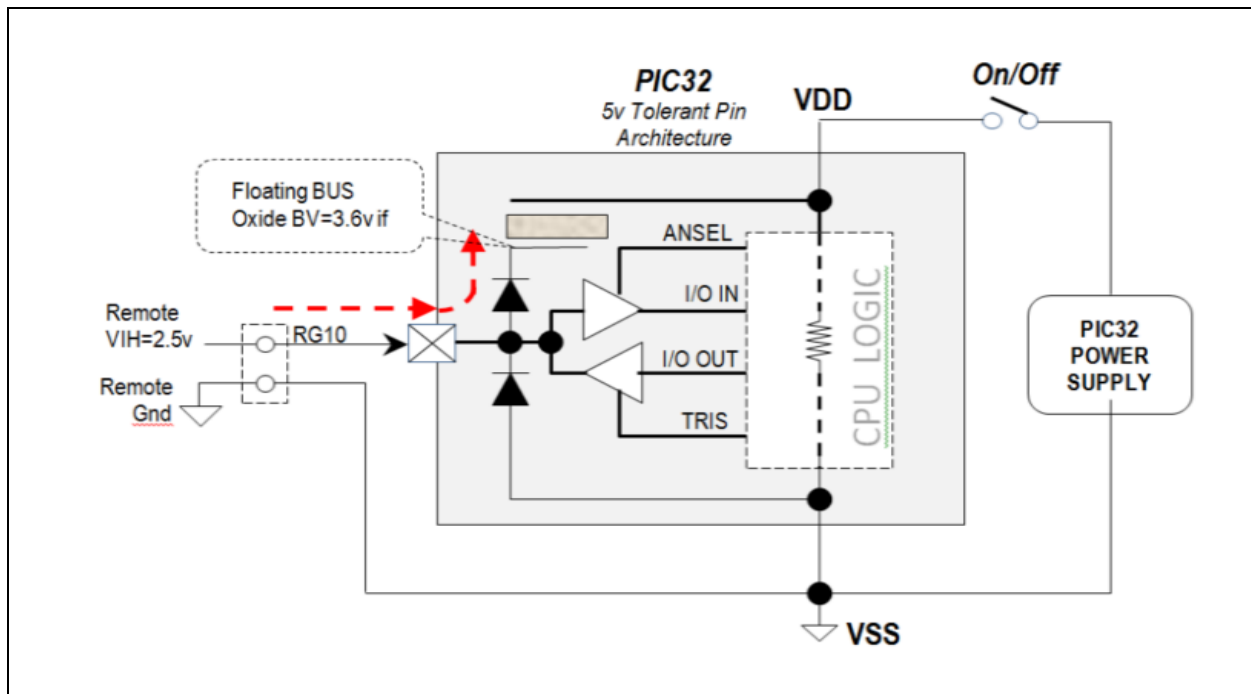 PIC32
5v Tolerant Pin
Architecture
VDD
On/Off
Floating BUS
Oxide BV=3.6v if
ANSEL
I/O IN
Remote
VIH=2.5v
RG10
I/O OUT
Remote
Gnd
TRIS
CPU LOGIC
PIC32
POWER
SUPPLY
VSS